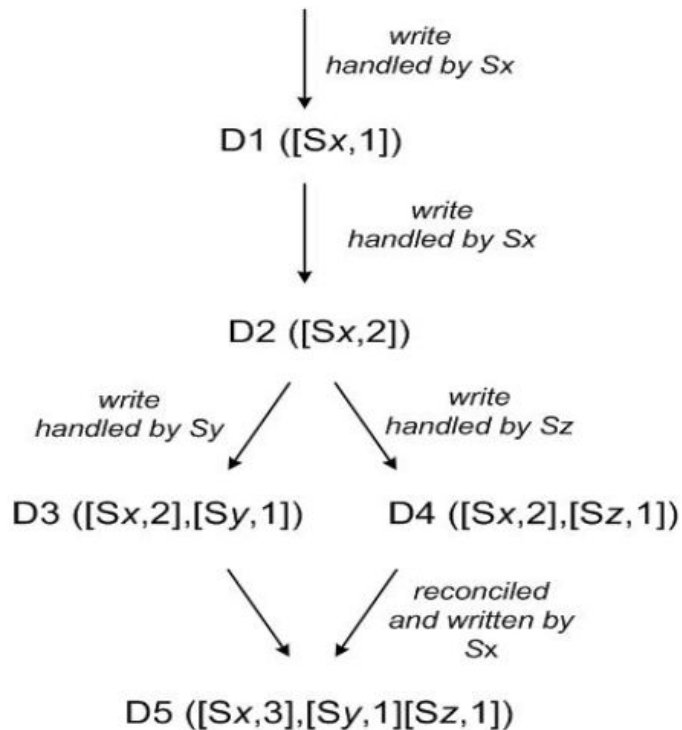 write
handled by Sx
D1 ([Sx,1])
write
handled by Sx
D2 ([Sx,2])
write
handled by Sy
write
handled by Sz
D3 ([Sx,2],[Sy,1])
D4 ([Sx,2],[Sz,1])
reconciled
and written by
Sx
D5 ([Sx,3],[Sy,1][Sz,1])